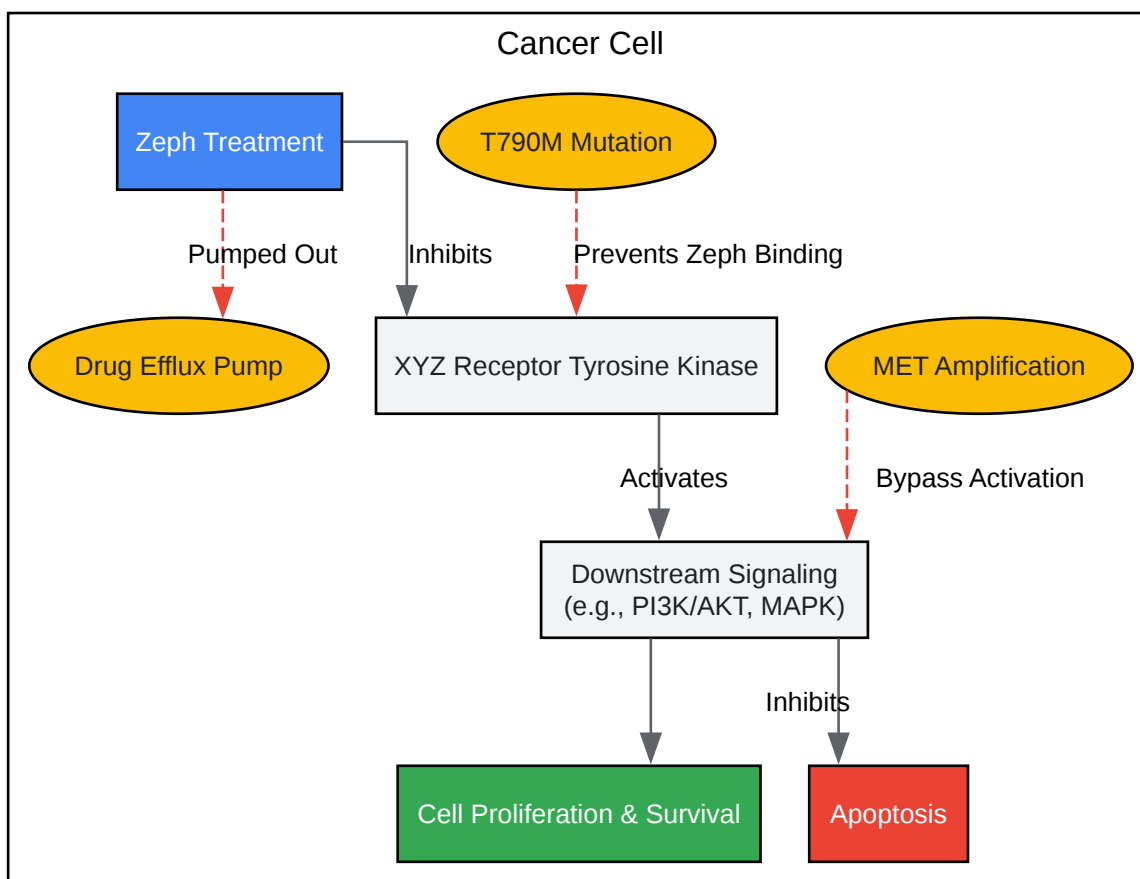 Cancer Cell
Zeph Treatment
T790M Mutation
Pumped Out
Inhibits
Prevents Zeph Binding
Drug Efflux Pump
XYZ Receptor Tyrosine Kinase
MET Amplification
Activates
Bypass Activation
Downstream Signaling
(e.g., PI3K/AKT, MAPK)
Inhibits
Cell Proliferation & Survival
Apoptosis